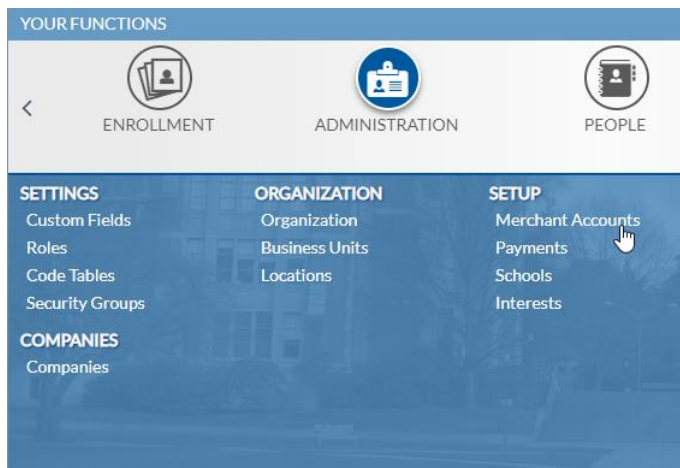 YOUR FUNCTIONS
ENROLLMENT
ADMINISTRATION
PEOPLE
SETTINGS
Custom Fields
Roles
Code Tables
Security Groups
COMPANIES
Companies
ORGANIZATION
Organization
Business Units
Locations
SETUP
Merchant Accounts
Payments
Schools
Interests